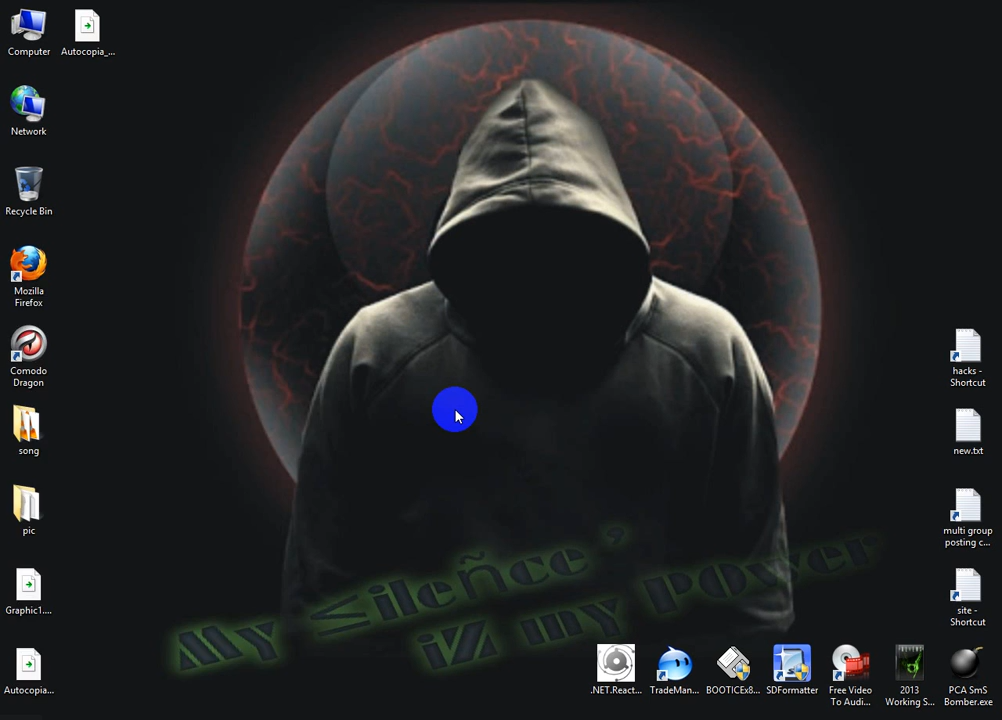 Computer
Autocopia_...
Network
Recycle Bin
Mozilla
Firefox
Comodo
Dragon
song
pic
Graphic1....
Autocopia...
hacks -
Shortcut
new.txt
multi group
posting c...
site -
Shortcut
My Sileñce'
iZ my Power
.NET.React...
TradeMan...
BOOTICEx8...
SDFormatter
Free Video
To Audi...
2013
Working S...
PCA SmS
Bomber.exe